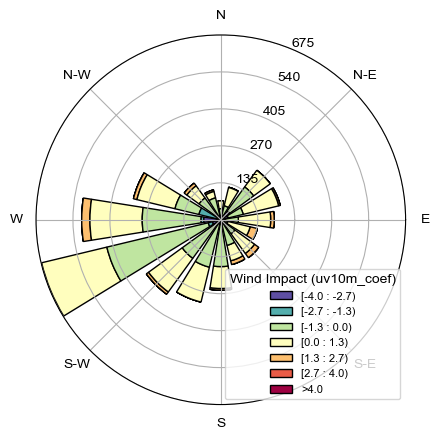 N
675
N-W
N-E
540
405
270
135
W
E
Wind Impact (uv10m_coef)
[-4.0 : -2.7)
[-2.7 : -1.3)
[-1.3 : 0.0)
[0.0 : 1.3)
[1.3 : 2.7)
[2.7 : 4.0)
>4.0
S-W
S-E
S